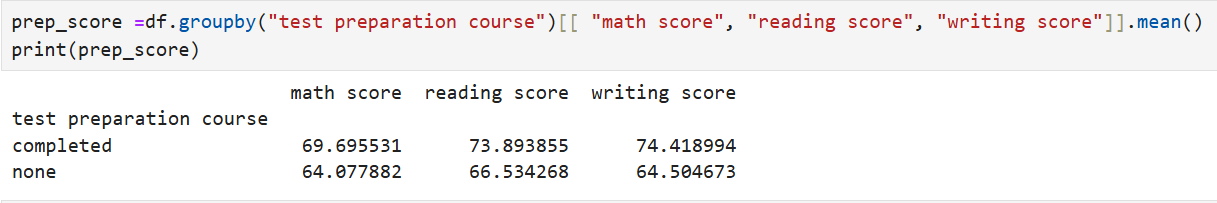 prep_score =df.groupby("test preparation course")[[ "math score", "reading score", "writing score"]].mean()
print(prep_score)
math score reading score writing score
test preparation course
completed 69.695531 73.893855 74.418994
none 64.077882 66.534268 64.504673